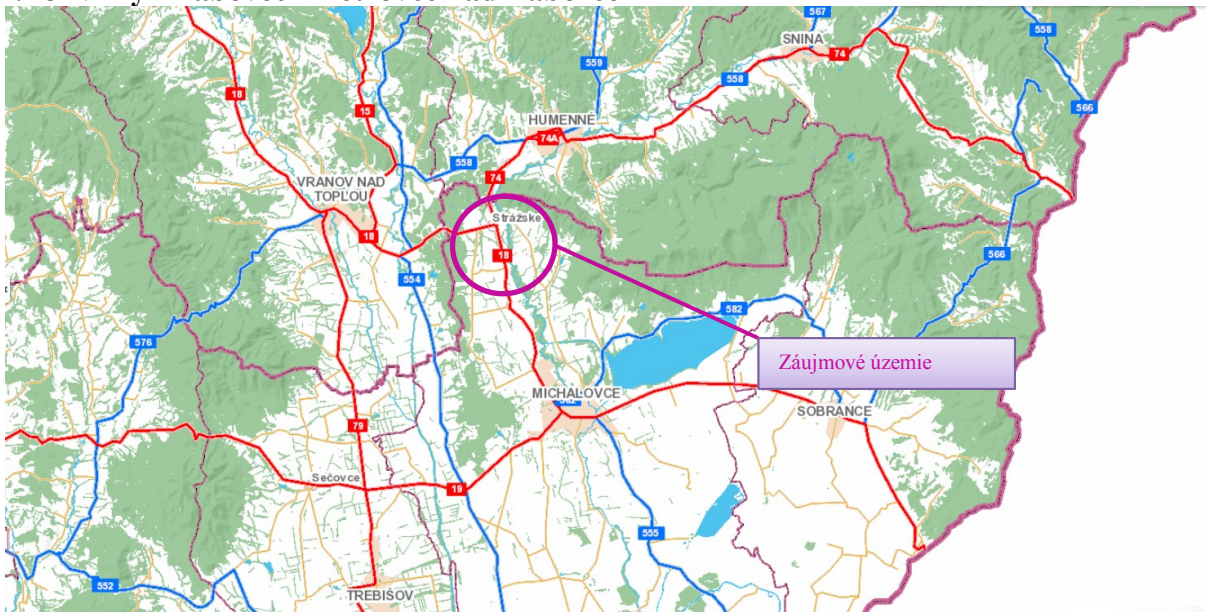 567
SNINA
74
558
559
558
566
18
15
HUMENNÉ
74A
558
74
VRANOV NAD
TOPĽOU
Strážske
18
18
566
554
582
576
Záujmové územie
MICHALOVCE
SOBRANCE
79
Sečovce
19
555
552
TREBIŠOV